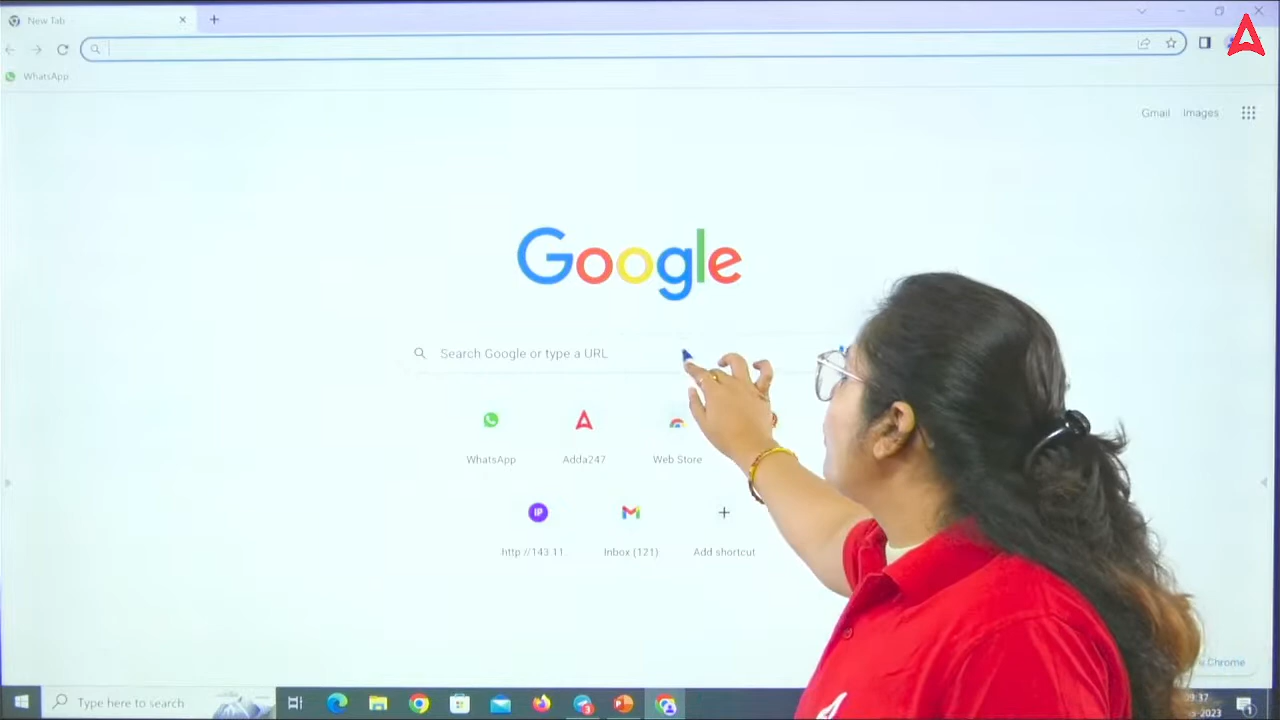 New Tab
WhatsApp
Gmail Images
Google
Search Google or type a URL
WhatsApp Adda247 Web Store
IP
http://143.11... Inbox (121) Add shortcut
Chrome
Type here to search